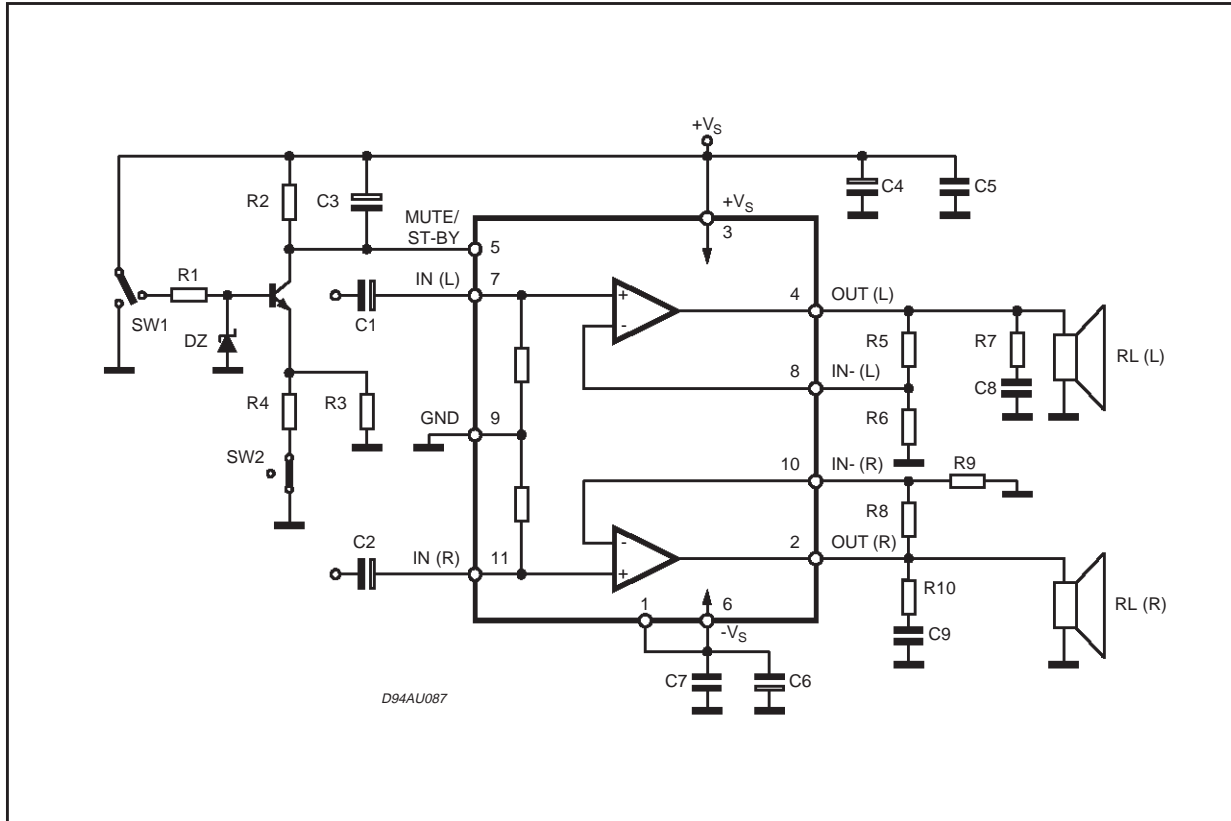 +VS
R2
C3
C4
C5
MUTE/
ST-BY
5
+VS
3
R1
IN (L)
7
SW1
C1
DZ
+
-
4
OUT (L)
R5
R7
RL (L)
8
IN- (L)
C8
R4
R3
GND
9
R6
SW2
10
IN- (R)
R9
R8
C2
IN (R)
11
-
+
2
OUT (R)
R10
RL (R)
1
6
-VS
C9
C7
C6
D94AU087